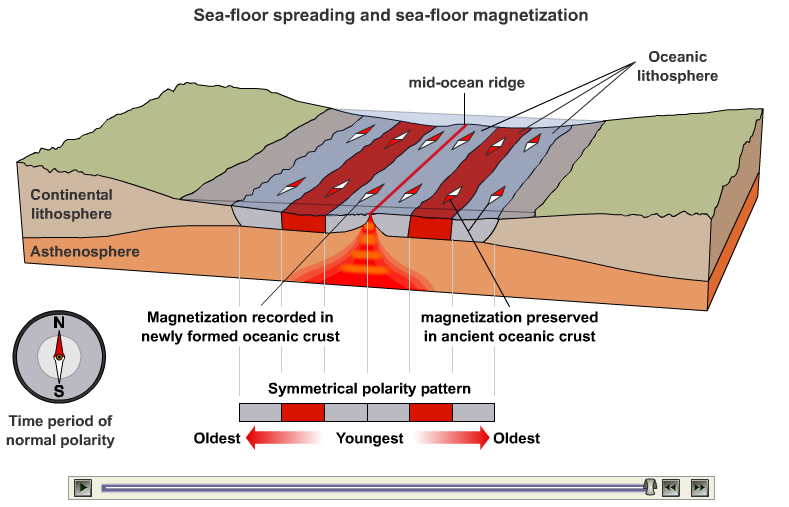 Sea-floor spreading and sea-floor magnetization
Oceanic
lithosphere
mid-ocean ridge
Continental
lithosphere
Asthenosphere
Magnetization recorded in
newly formed oceanic crust
magnetization preserved
in ancient oceanic crust
N
S
Time period of
normal polarity
Symmetrical polarity pattern
Oldest
Youngest
Oldest